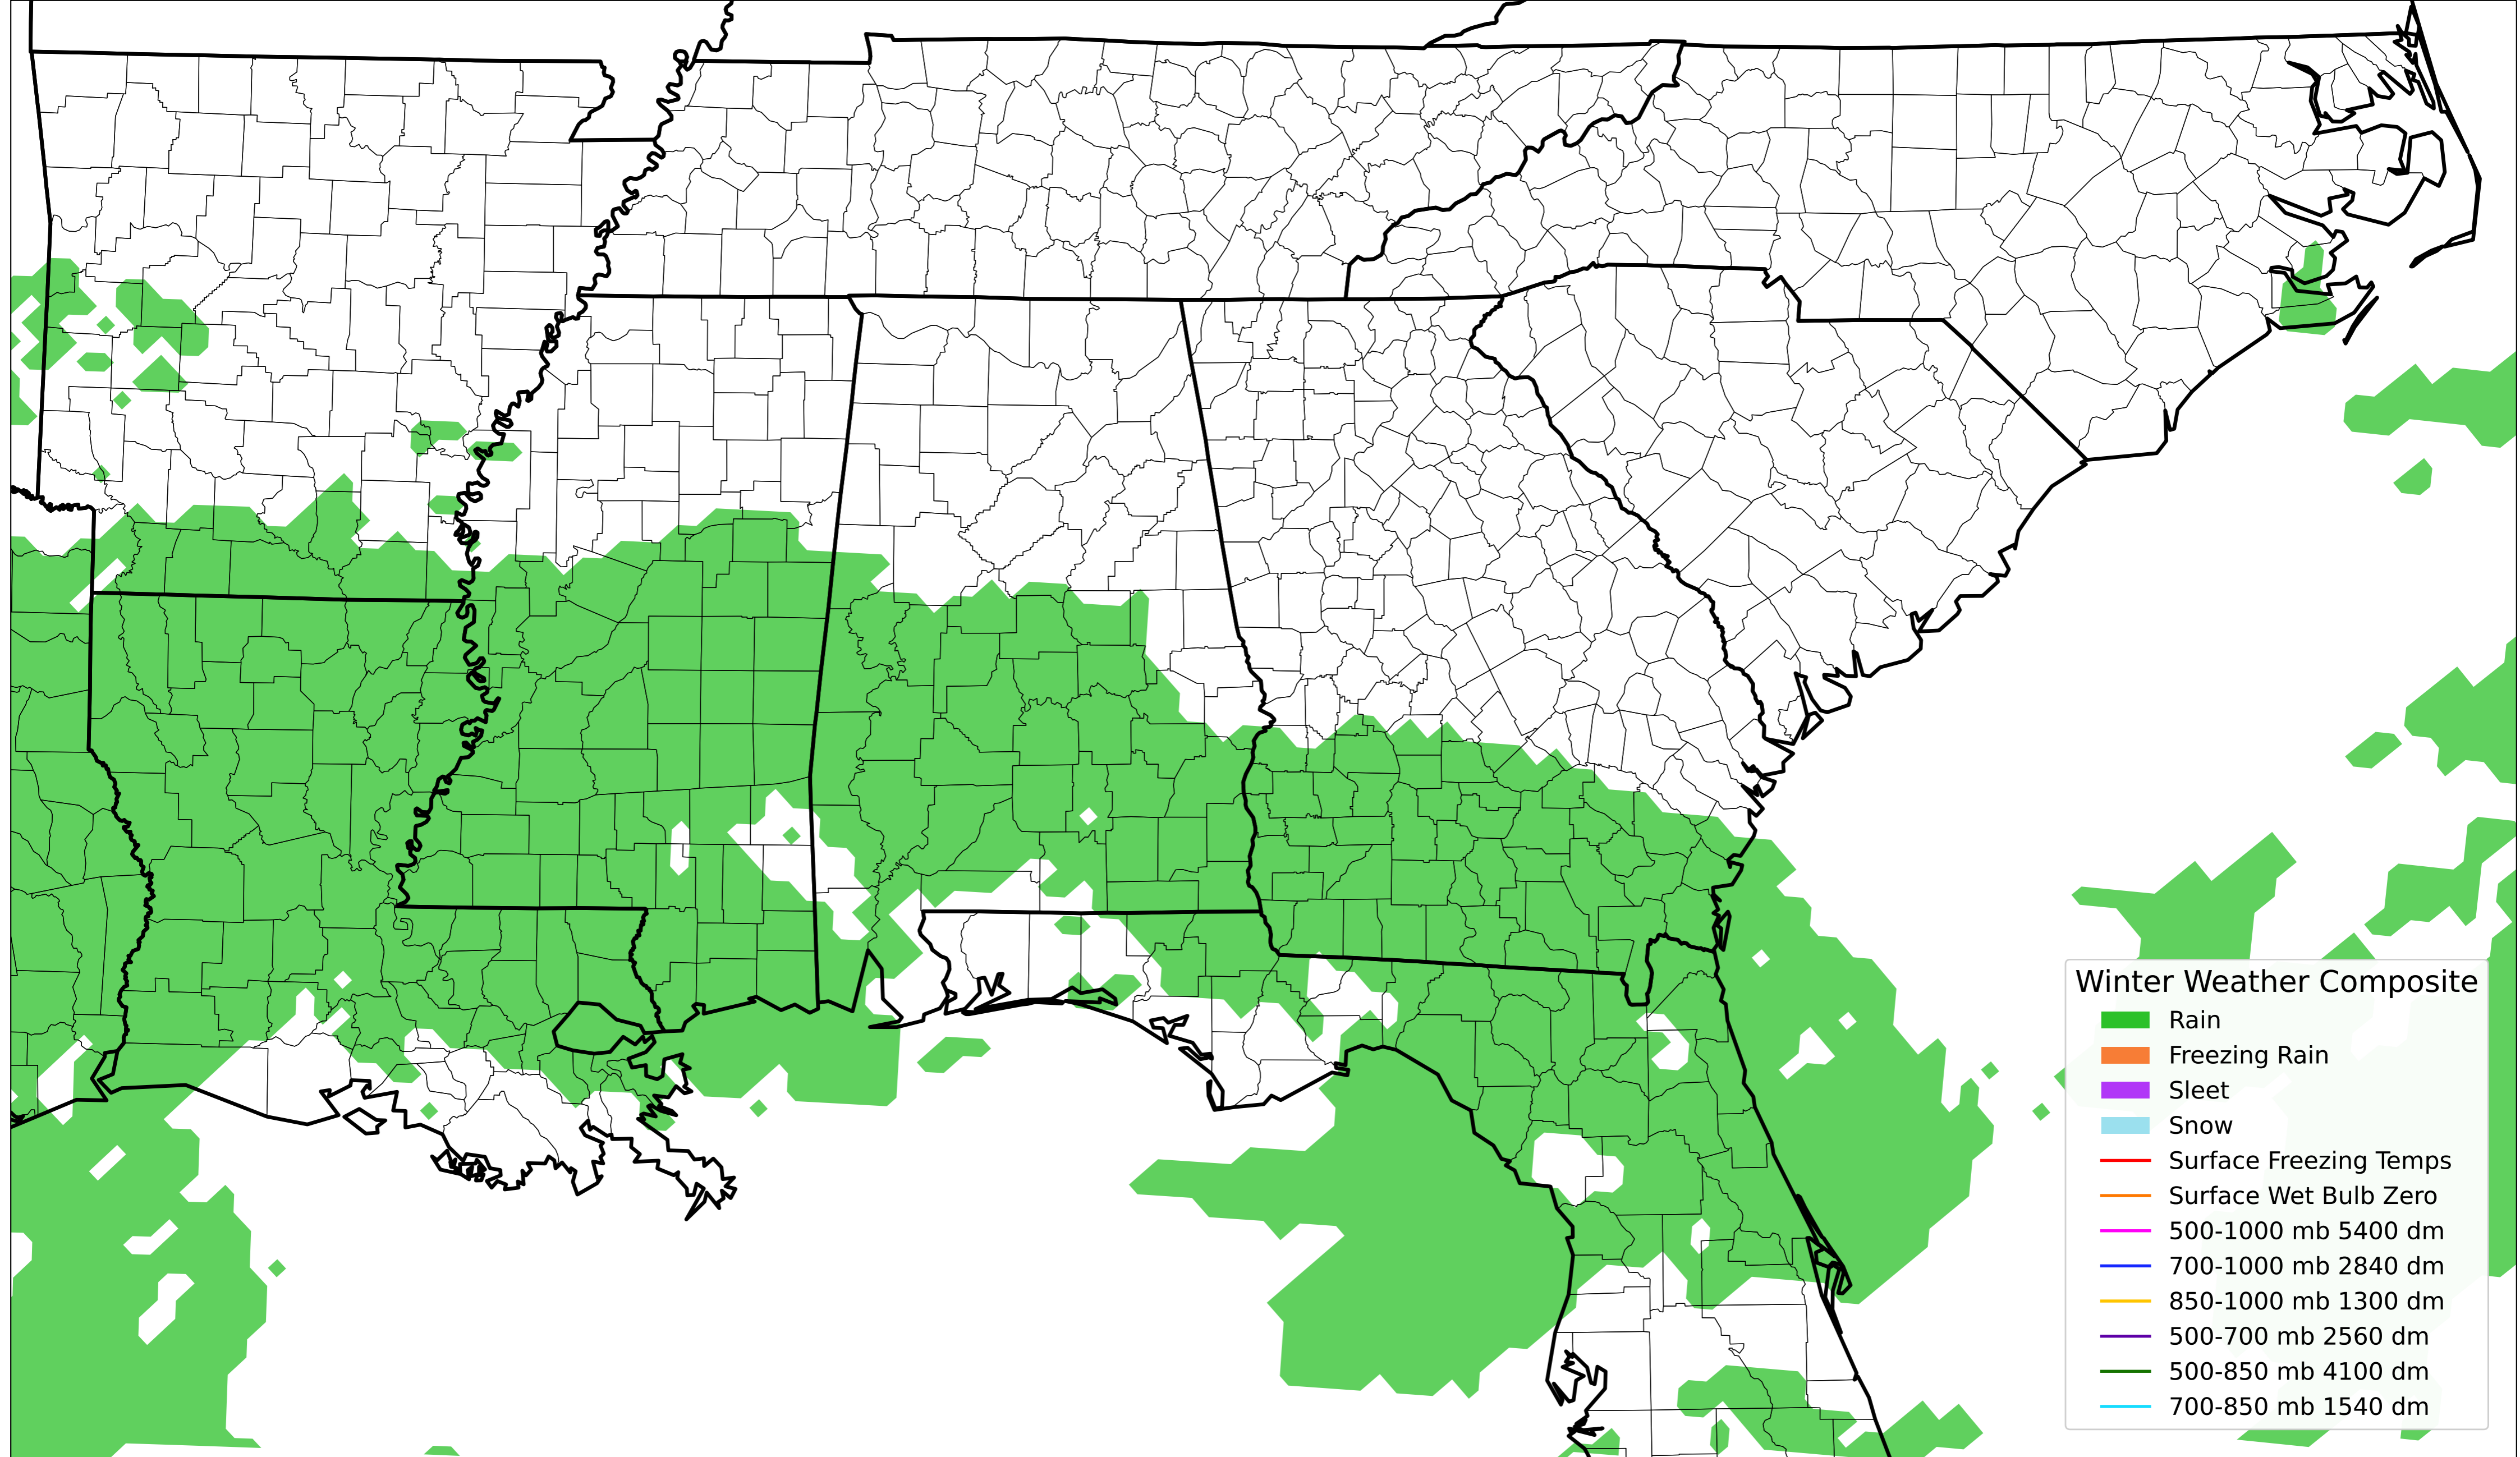 Winter Weather Composite
Rain
Freezing Rain
Sleet
Snow
Surface Freezing Temps
Surface Wet Bulb Zero
500-1000 mb 5400 dm
700-1000 mb 2840 dm
850-1000 mb 1300 dm
500-700 mb 2560 dm
500-850 mb 4100 dm
700-850 mb 1540 dm